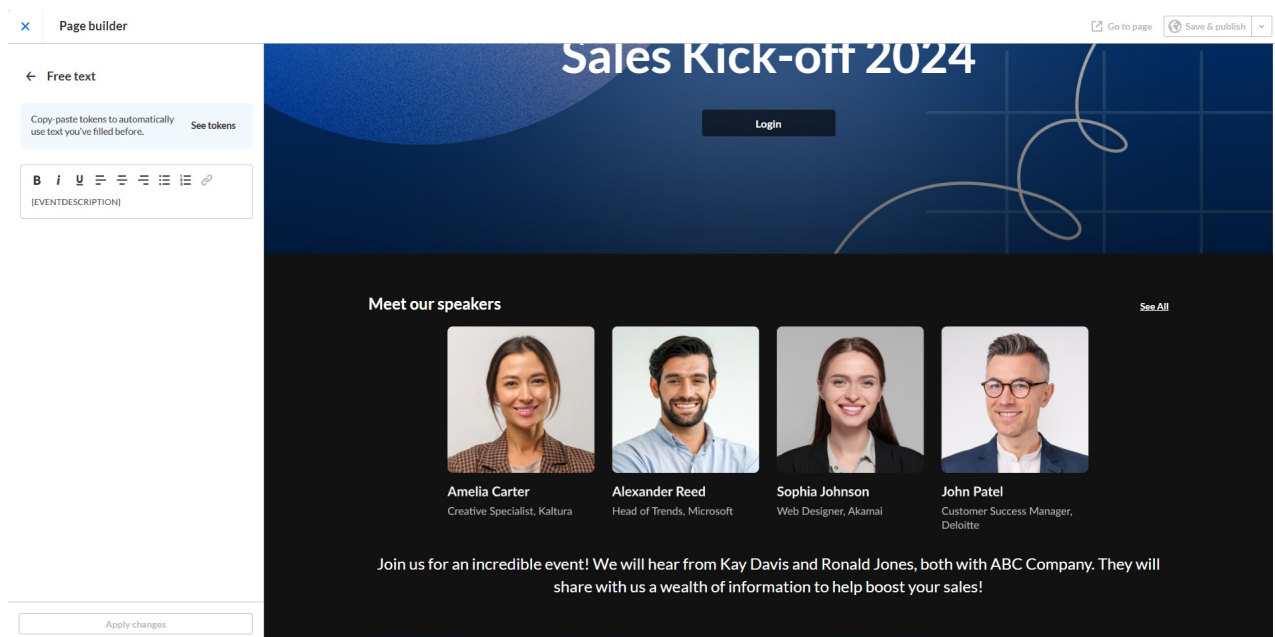 Page builder
Go to page
Save & publish
Free text
Copy-paste tokens to automatically
use text you've filled before.
See tokens
B i U
{EVENTDESCRIPTION}
Apply changes
Sales Kick-off 2024
Login
Meet our speakers
See All
Amelia Carter
Creative Specialist, Kaltura
Alexander Reed
Head of Trends, Microsoft
Sophia Johnson
Web Designer, Akamai
John Patel
Customer Success Manager,
Deloitte
Join us for an incredible event! We will hear from Kay Davis and Ronald Jones, both with ABC Company. They will
share with us a wealth of information to help boost your sales!